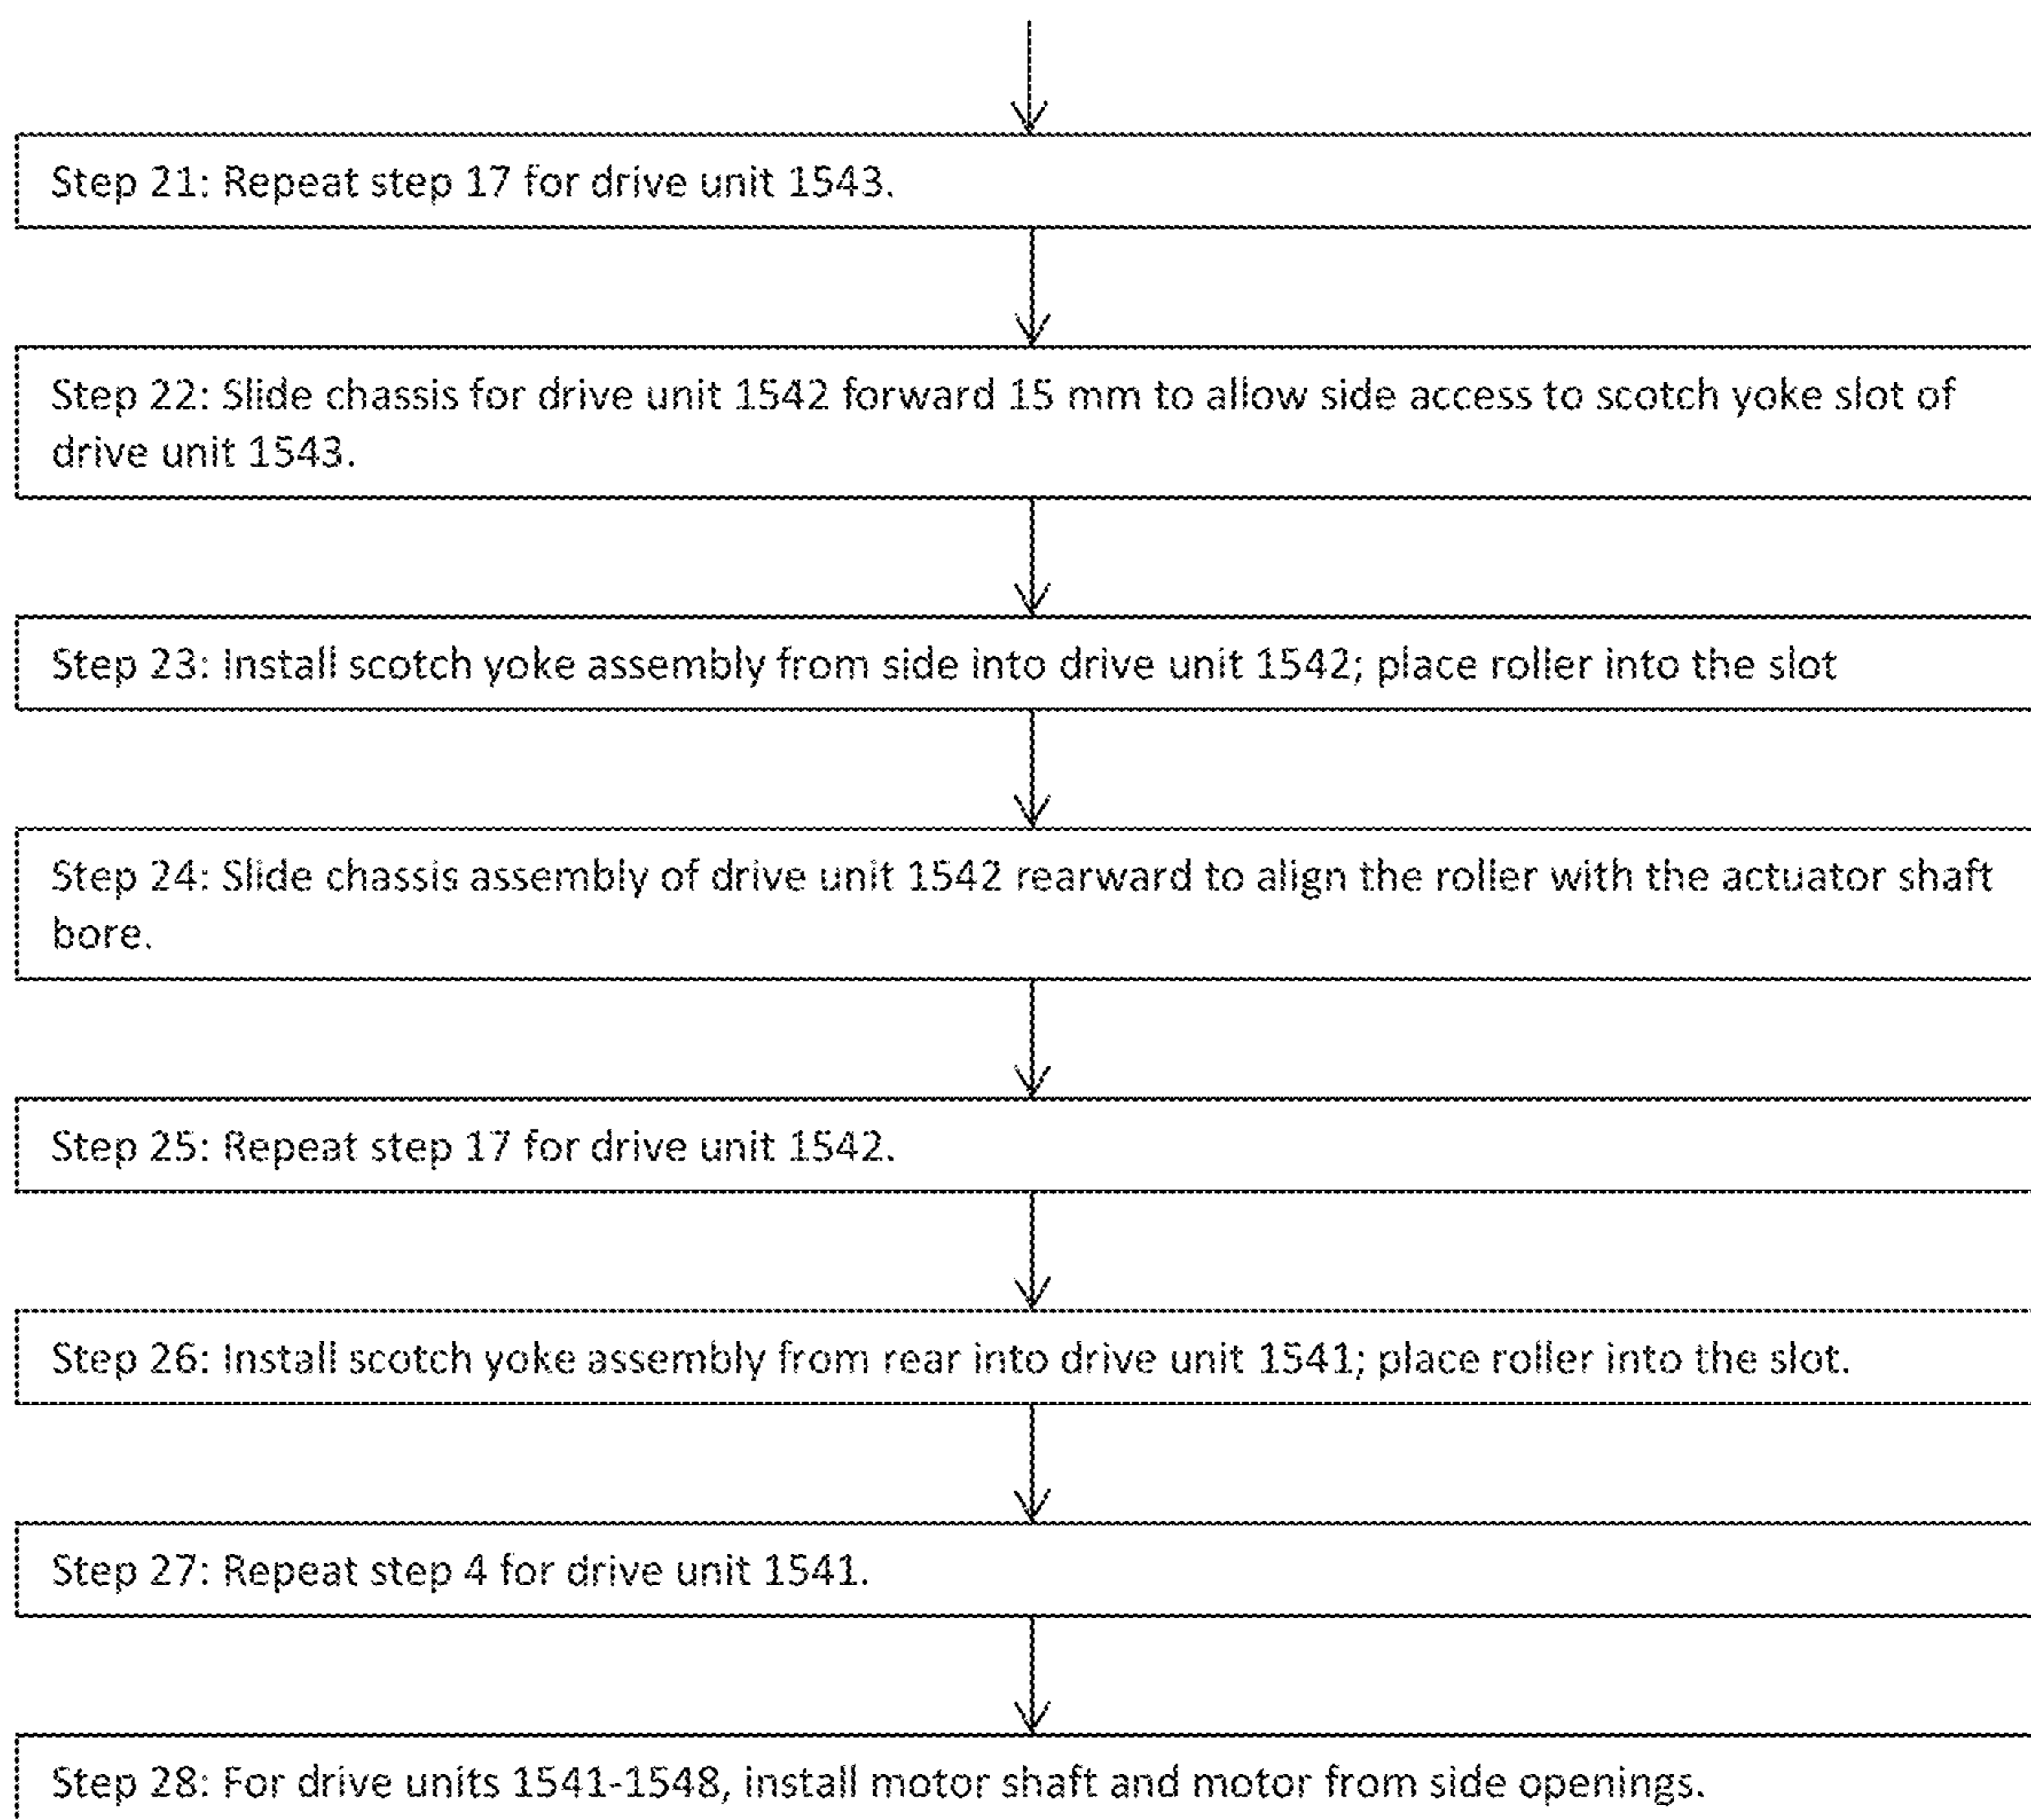 Step 21: Repeat step 17 for drive unit 1543.
Step 22: Slide chassis for drive unit 1542 forward 15 mm to allow side access to scotch yoke slot of
drive unit 1543.
Step 23: Install scotch yoke assembly from side into drive unit 1542; place roller into the slot
Step 24: Slide chassis assembly of drive unit 1542 rearward to align the roller with the actuator shaft
bore.
Step 25: Repeat step 17 for drive unit 1542.
Step 26: Install scotch yoke assembly from rear into drive unit 1541; place roller into the slot.
Step 27: Repeat step 4 for drive unit 1541.
Step 28: For drive units 1541-1548, install motor shaft and motor from side openings.